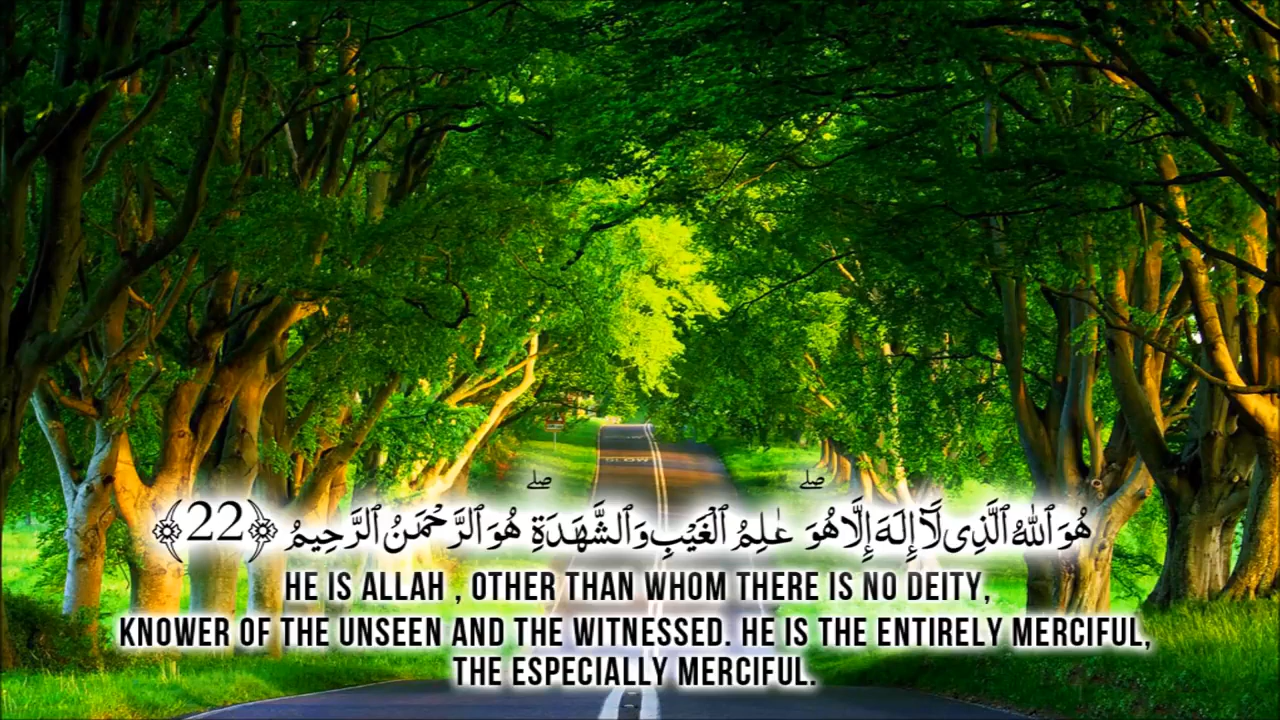 SLOW
هُوَ ٱللَّهُ ٱلَّذِى لَآ إِلَـٰهَ إِلَّا هُوَ ۖ عَـٰلِمُ ٱلْغَيْبِ وَٱلشَّهَـٰدَةِ ۖ هُوَ ٱلرَّحْمَـٰنُ ٱلرَّحِيمُ ﴿22﴾
HE IS ALLAH , OTHER THAN WHOM THERE IS NO DEITY,
KNOWER OF THE UNSEEN AND THE WITNESSED. HE IS THE ENTIRELY MERCIFUL,
THE ESPECIALLY MERCIFUL.